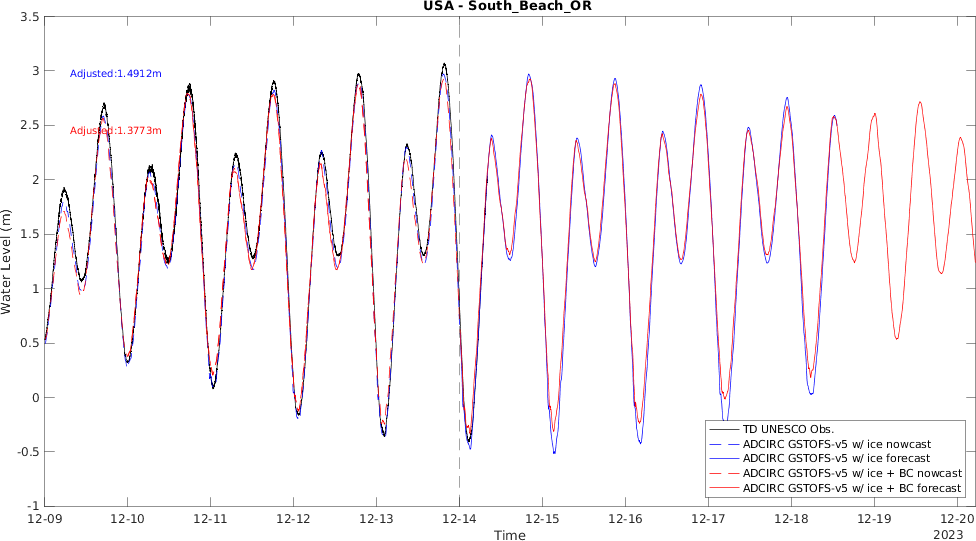 USA - South_Beach_OR
3.5
3
2.5
2
1.5
1
0.5
0
-0.5
-1
Water Level (m)
Adjusted:1.4912m
Adjusted:1.3773m
TD UNESCO Obs.
ADCIRC GSTOFS-v5 w/ ice nowcast
ADCIRC GSTOFS-v5 w/ ice forecast
ADCIRC GSTOFS-v5 w/ ice + BC nowcast
ADCIRC GSTOFS-v5 w/ ice + BC forecast
12-09 12-10 12-11 12-12 12-13 12-14 12-15 12-16 12-17 12-18 12-19 12-20
Time
2023